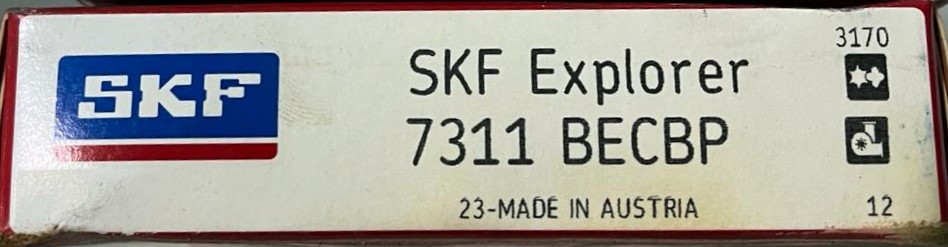 SKF
SKF Explorer
7311 BECBP
23-MADE IN AUSTRIA
3170
12